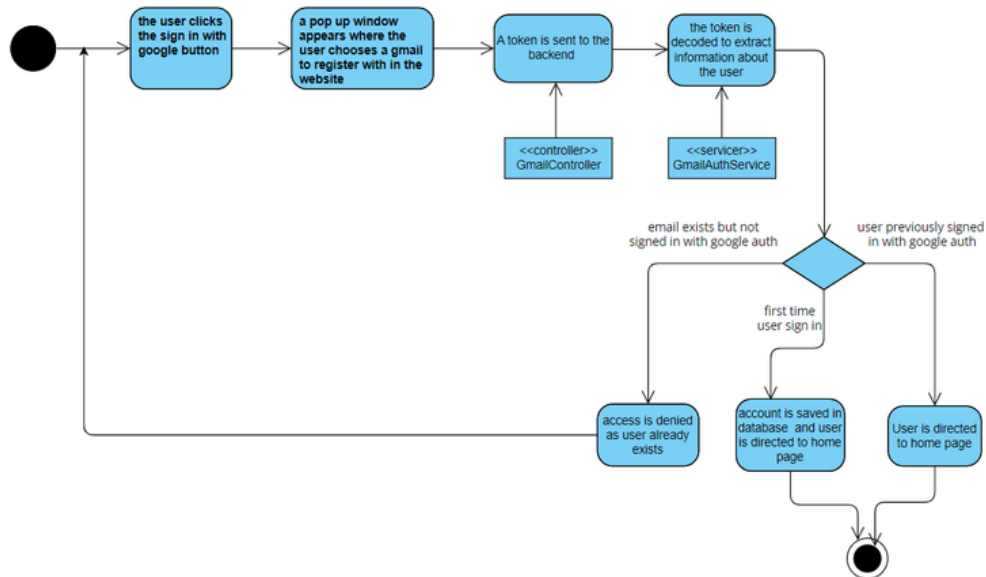 the user clicks
the sign in with
google button
a pop up window
appears where the
user chooses a gmail
to register with in the
website
A token is sent to the
backend
the token is
decoded to extract
information about
the user
<<controller>>
GmailController
<<servicer>>
GmailAuthService
email exists but not
signed in with google auth
user previously signed
in with google auth
first time
user sign in
access is denied
as user already
exists
account is saved in
database and user
is directed to home
page
User is directed
to home page